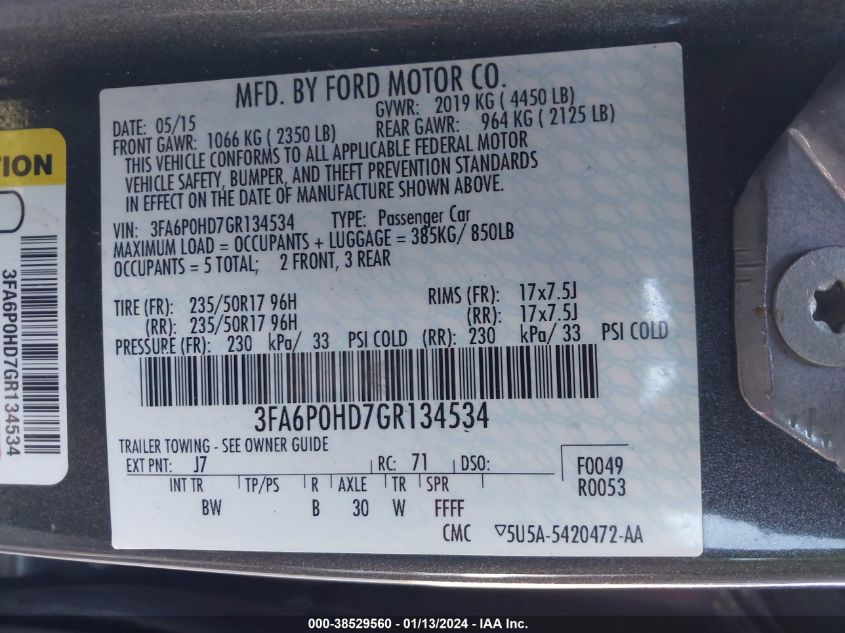 MFD. BY FORD MOTOR CO.
DATE: 05/15 GVWR: 2019 KG ( 4450 LB)
FRONT GAWR: 1066 KG ( 2350 LB) REAR GAWR: 964 KG ( 2125 LB)
THIS VEHICLE CONFORMS TO ALL APPLICABLE FEDERAL MOTOR
VEHICLE SAFETY, BUMPER, AND THEFT PREVENTION STANDARDS
IN EFFECT ON THE DATE OF MANUFACTURE SHOWN ABOVE.
VIN: 3FA6P0HD7GR134534 TYPE: Passenger Car
MAXIMUM LOAD = OCCUPANTS + LUGGAGE = 385KG/ 850LB
OCCUPANTS = 5 TOTAL; 2 FRONT, 3 REAR
TIRE (FR): 235/50R17 96H RIMS (FR): 17x7.5J
(RR): 235/50R17 96H (RR): 17x7.5J
PRESSURE (FR): 230 kPa/ 33 PSI COLD (RR): 230 kPa/ 33 PSI COLD
3FA6P0HD7GR134534
TRAILER TOWING - SEE OWNER GUIDE
EXT PNT: J7 RC: 71 DSO: F0049
INT TR TP/PS R AXLE TR SPR R0053
BW B 30 W FFFF
CMC ▽5U5A-5420472-AA
TION
3FA6P0HD7GR134534
000-38529560 - 01/13/2024 - IAA Inc.